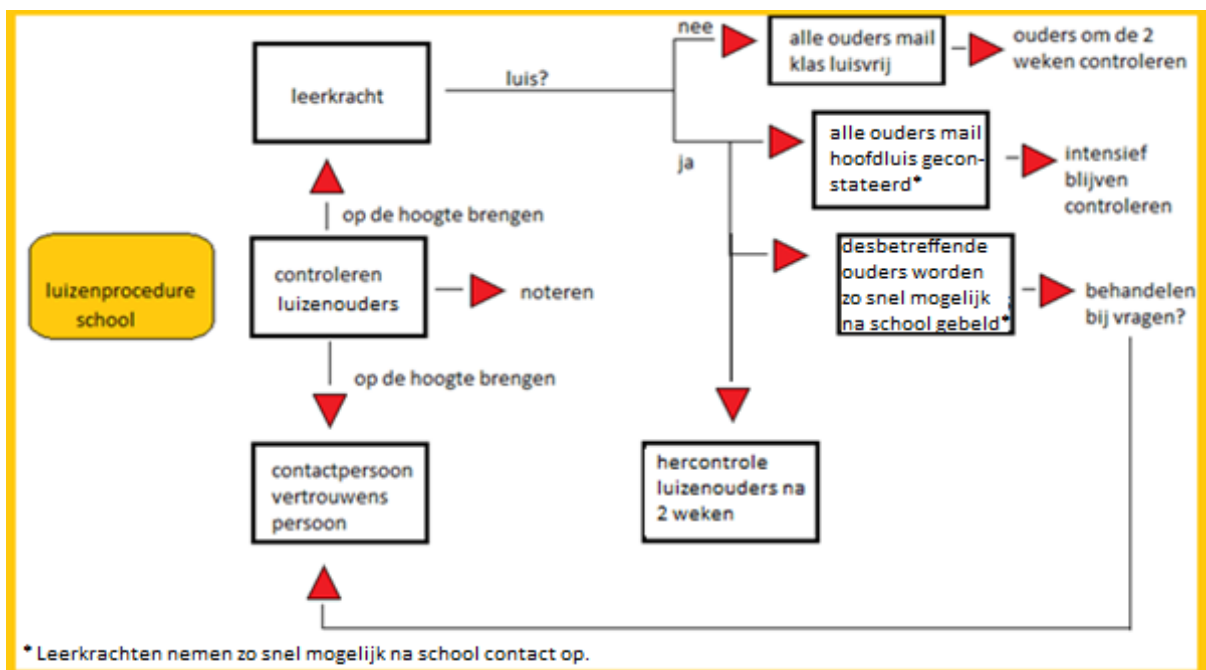 nee
alle ouders mail
klas luisvrij
ouders om de 2
weken controleren
leerkracht
luis?
ja
alle ouders mail
hoofdluis gecon-
stateerd*
intensief
blijven
controleren
op de hoogte brengen
luizenprocedure
school
controleren
luizenouders
noteren
desbetreffende
ouders worden
zo snel mogelijk
na school gebeld*
behandelen
bij vragen?
op de hoogte brengen
contactpersoon
vertrouwens
persoon
hercontrole
luizenouders na
2 weken
* Leerkrachten nemen zo snel mogelijk na school contact op.